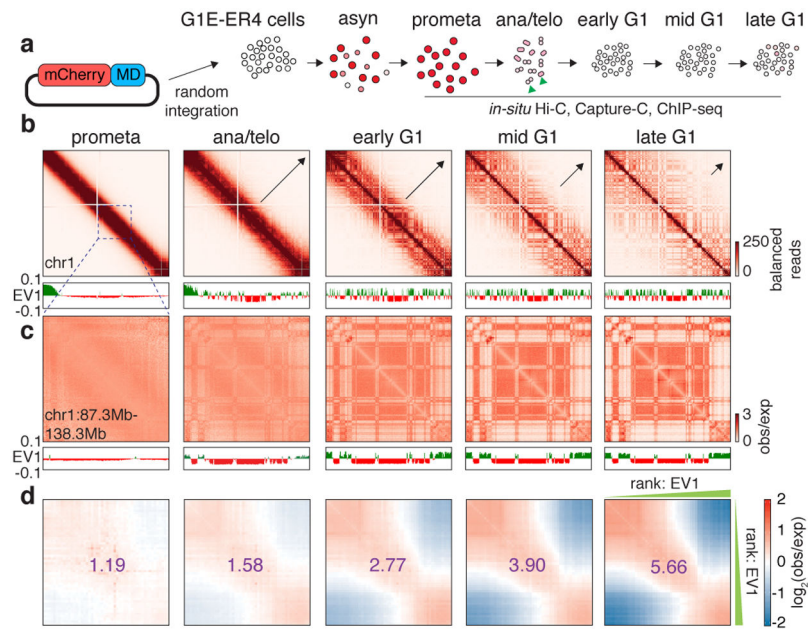 G1E-ER4 cells
asyn
prometa
ana/telo
early G1
mid G1
late G1
a
mCherry
MD
random
integration
in-situ Hi-C, Capture-C, ChIP-seq
b
prometa
ana/telo
early G1
mid G1
late G1
chr1
250
0
balanced
reads
0.1
EV1
-0.1
c
chr1:87.3Mb-
138.3Mb
3
0
obs/exp
0.1
EV1
-0.1
rank: EV1
d
1.19
1.58
2.77
3.90
5.66
rank: EV1
2
1
0
-1
-2
log2(obs/exp)